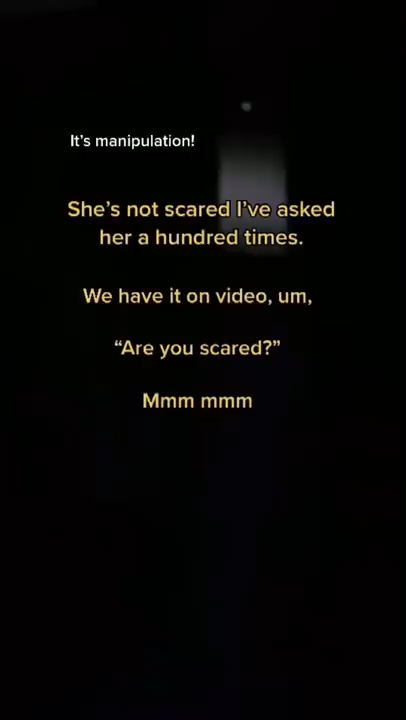 It's manipulation!
She's not scared I've asked
her a hundred times.
We have it on video, um,
“Are you scared?”
Mmm mmm